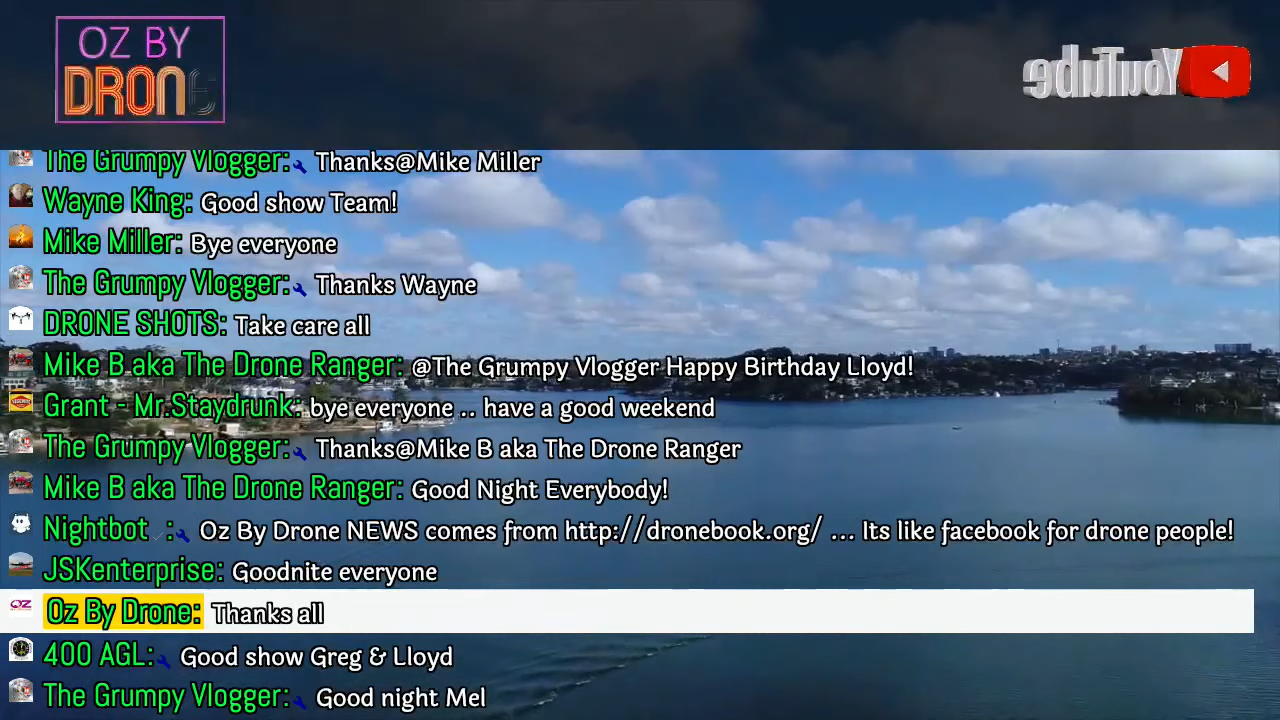 OZ BY
DRONE
YouTube
The Grumpy Vlogger: Thanks@Mike Miller
Wayne King: Good show Team!
Mike Miller: Bye everyone
The Grumpy Vlogger: Thanks Wayne
DRONE SHOTS: Take care all
Mike B aka The Drone Ranger: @The Grumpy Vlogger Happy Birthday Lloyd!
Grant - Mr.Staydrunk: bye everyone .. have a good weekend
The Grumpy Vlogger: Thanks@Mike B aka The Drone Ranger
Mike B aka The Drone Ranger: Good Night Everybody!
Nightbot ✓: Oz By Drone NEWS comes from http://dronebook.org/ ... Its like facebook for drone people!
JSKenterprise: Goodnite everyone
OZ
Oz By Drone: Thanks all
400 AGL: Good show Greg & Lloyd
The Grumpy Vlogger: Good night Mel